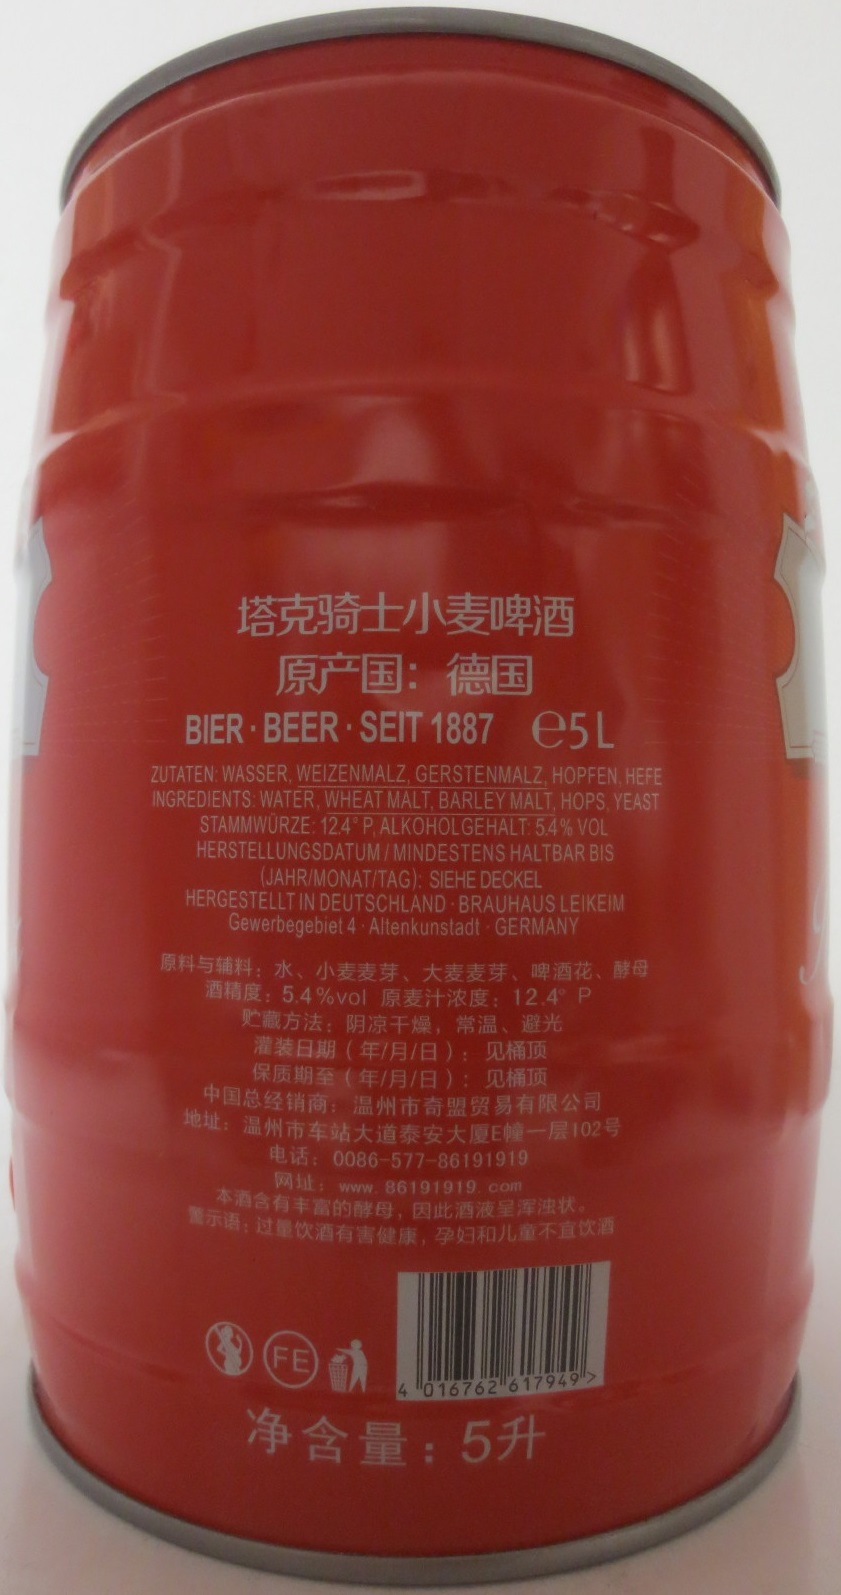 塔克骑士小麦啤酒
原产国：德国
BIER · BEER · SEIT 1887 ℮5 L
ZUTATEN: WASSER, WEIZENMALZ, GERSTENMALZ, HOPFEN, HEFE
INGREDIENTS: WATER, WHEAT MALT, BARLEY MALT, HOPS, YEAST
STAMMWÜRZE: 12.4° P, ALKOHOLGEHALT: 5.4% VOL
HERSTELLUNGSDATUM / MINDESTENS HALTBAR BIS
(JAHR/MONAT/TAG): SIEHE DECKEL
HERGESTELLT IN DEUTSCHLAND · BRAUHAUS LEIKEIM
Gewerbegebiet 4 · Altenkunstadt · GERMANY
原料与辅料：水、小麦麦芽、大麦麦芽、啤酒花、酵母
酒精度：5.4%vol 原麦汁浓度：12.4° P
贮藏方法：阴凉干燥，常温、避光
灌装日期（年/月/日）：见桶顶
保质期至（年/月/日）：见桶顶
中国总经销商：温州市奇盟贸易有限公司
地址：温州市车站大道泰安大厦E幢一层102号
电话：0086-577-86191919
网址：www.86191919.com
本酒含有丰富的酵母，因此酒液呈浑浊状。
警示语：过量饮酒有害健康，孕妇和儿童不宜饮酒
FE
4 016762 617949 >
净含量：5升